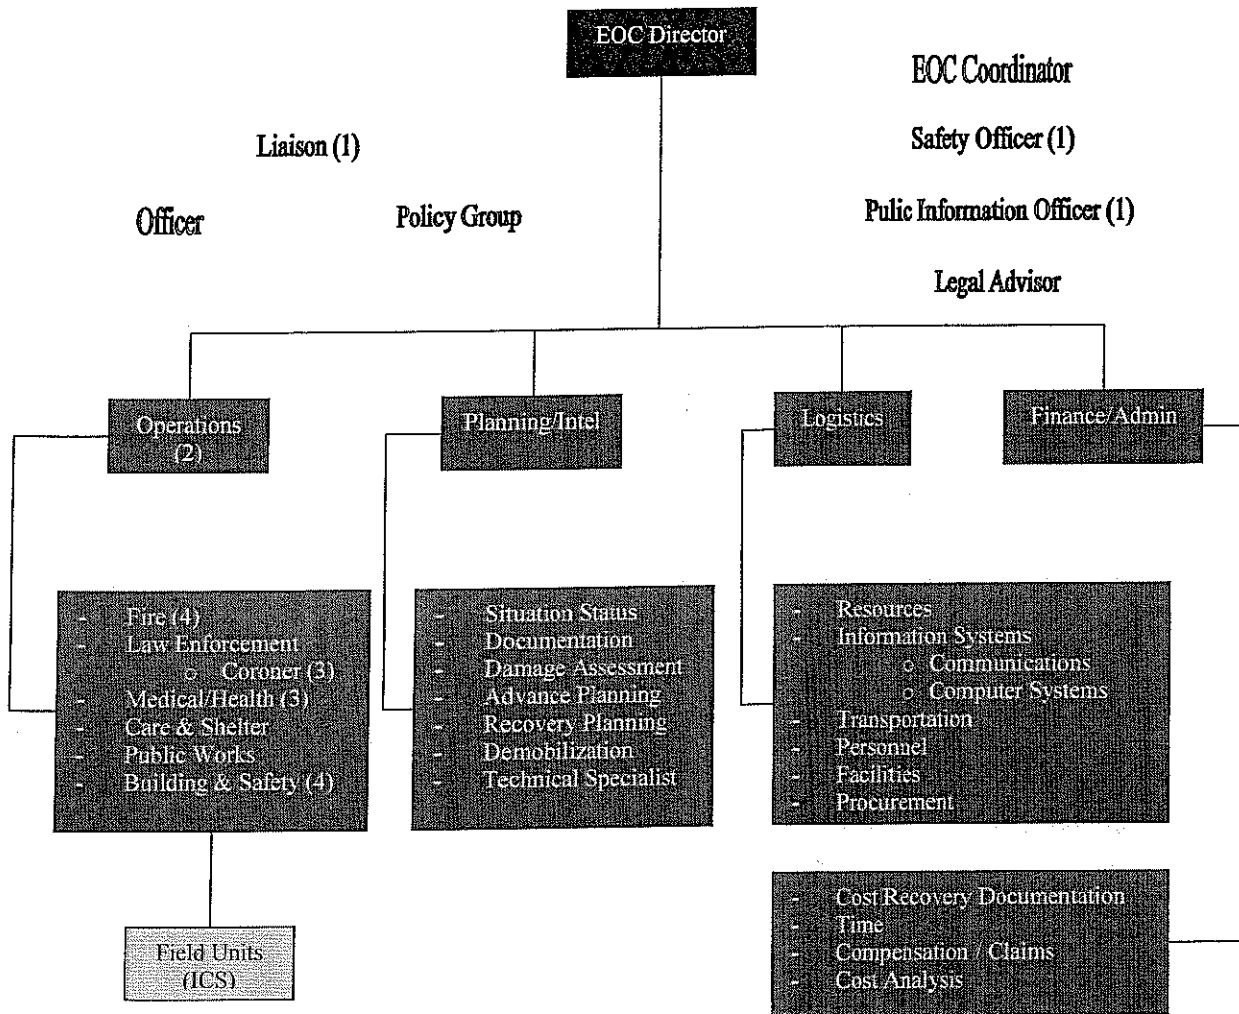 EOC Director
EOC Coordinator
Liaison (1)
Safety Officer (1)
Officer
Policy Group
Pulic Information Officer (1)
Legal Advisor
Operations
(2)
Planning/Intel
Logistics
Finance/Admin
- Fire (4)
- Law Enforcement
o Coroner (3)
- Medical/Health (3)
- Care & Shelter
- Public Works
- Building & Safety (4)
- Situation Status
- Documentation
- Damage Assessment
- Advance Planning
- Recovery Planning
- Demobilization
- Technical Specialist
- Resources
- Information Systems
o Communications
o Computer Systems
- Transportation
- Personnel
- Facilities
- Procurement
- Cost Recovery Documentation
- Time
- Compensation / Claims
- Cost Analysis
Field Units
(ICS)